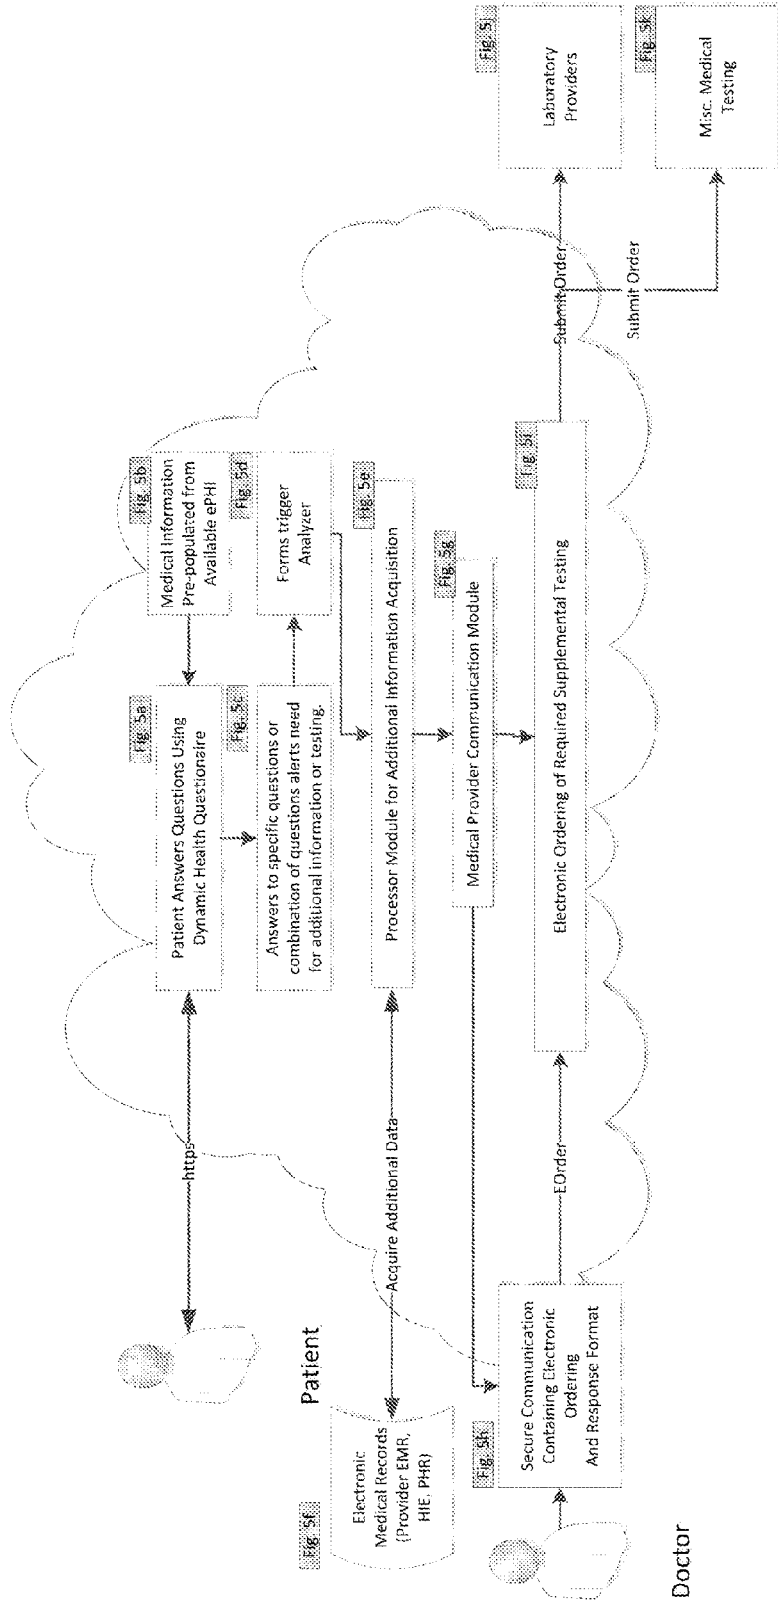 Patient
https
Fig. 5a
Patient Answers Questions Using
Dynamic Health Questionaire
Fig. 5b
Medical Information
Pre-populated from
Available ePHI
Fig. 5c
Answers to specific questions or
combination of questions alerts need
for additional information or testing.
Fig. 5d
Forms trigger
Analyzer
Fig. 5f
Electronic
Medical Records
(Provider EMR,
HIE, PHR)
Acquire Additional Data
Fig. 5e
Processor Module for Additional Information Acquisition
Fig. 5g
Medical Provider Communication Module
Doctor
Fig. 5h
Secure Communication
Containing Electronic
Ordering
And Response Format
EOrder
Fig. 5i
Electronic Ordering of Required Supplemental Testing
Submit Order
Submit Order
Fig. 5j
Laboratory
Providers
Fig. 5k
Misc. Medical
Testing